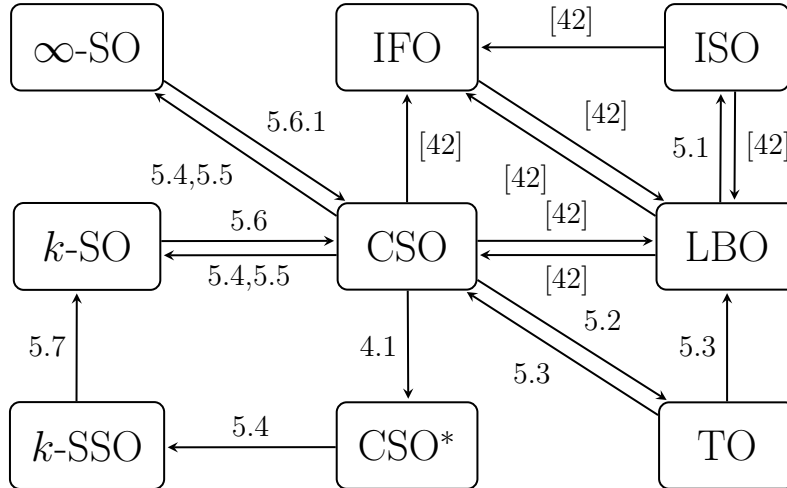 [42]
∞-SO IFO ISO
5.6.1 [42] 5.1 [42]
[42]
5.4,5.5 [42]
5.6 [42]
k-SO CSO LBO
5.4,5.5 [42]
5.2
5.7 4.1 5.3
5.3
5.4
k-SSO CSO* TO